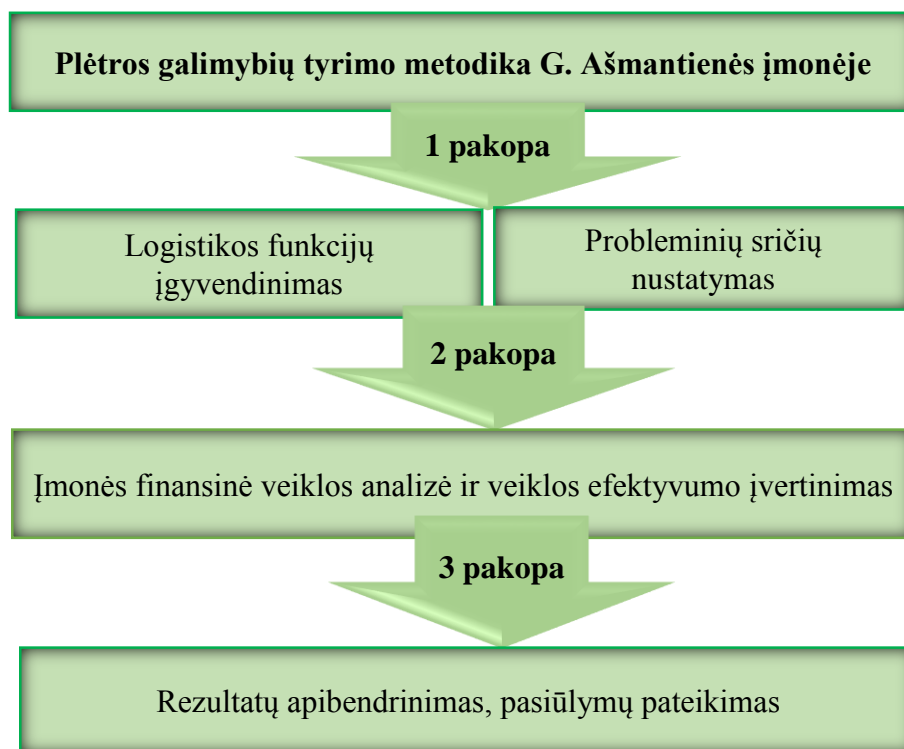 Plėtros galimybių tyrimo metodika G. Ašmantienės įmonėje
1 pakopa
Logistikos funkcijų
įgyvendinimas
Probleminių sričių
nustatymas
2 pakopa
Įmonės finansinė veiklos analizė ir veiklos efektyvumo įvertinimas
3 pakopa
Rezultatų apibendrinimas, pasiūlymų pateikimas